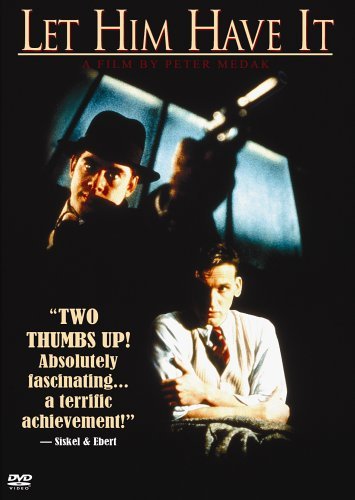 LET HIM HAVE IT
A FILM BY PETER MEDAK
"TWO
THUMBS UP!
Absolutely
fascinating...
a terrific
achievement!"
— Siskel & Ebert
DVD
VIDEO